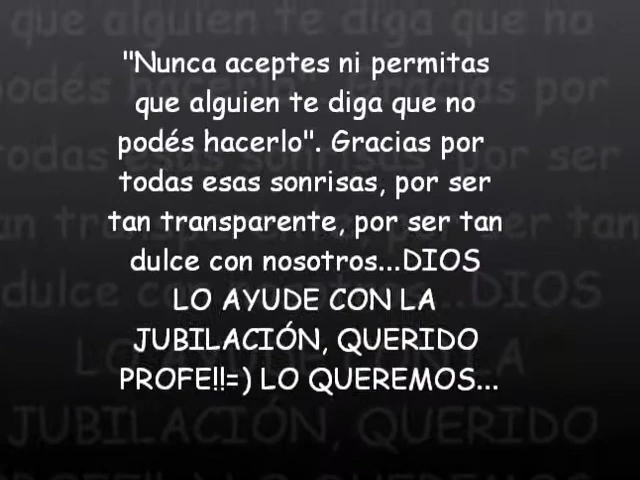 "Nunca aceptes ni permitas
que alguien te diga que no
podés hacerlo". Gracias por
todas esas sonrisas, por ser
tan transparente, por ser tan
dulce con nosotros...DIOS
LO AYUDE CON LA
JUBILACIÓN, QUERIDO
PROFE!!=) LO QUEREMOS...